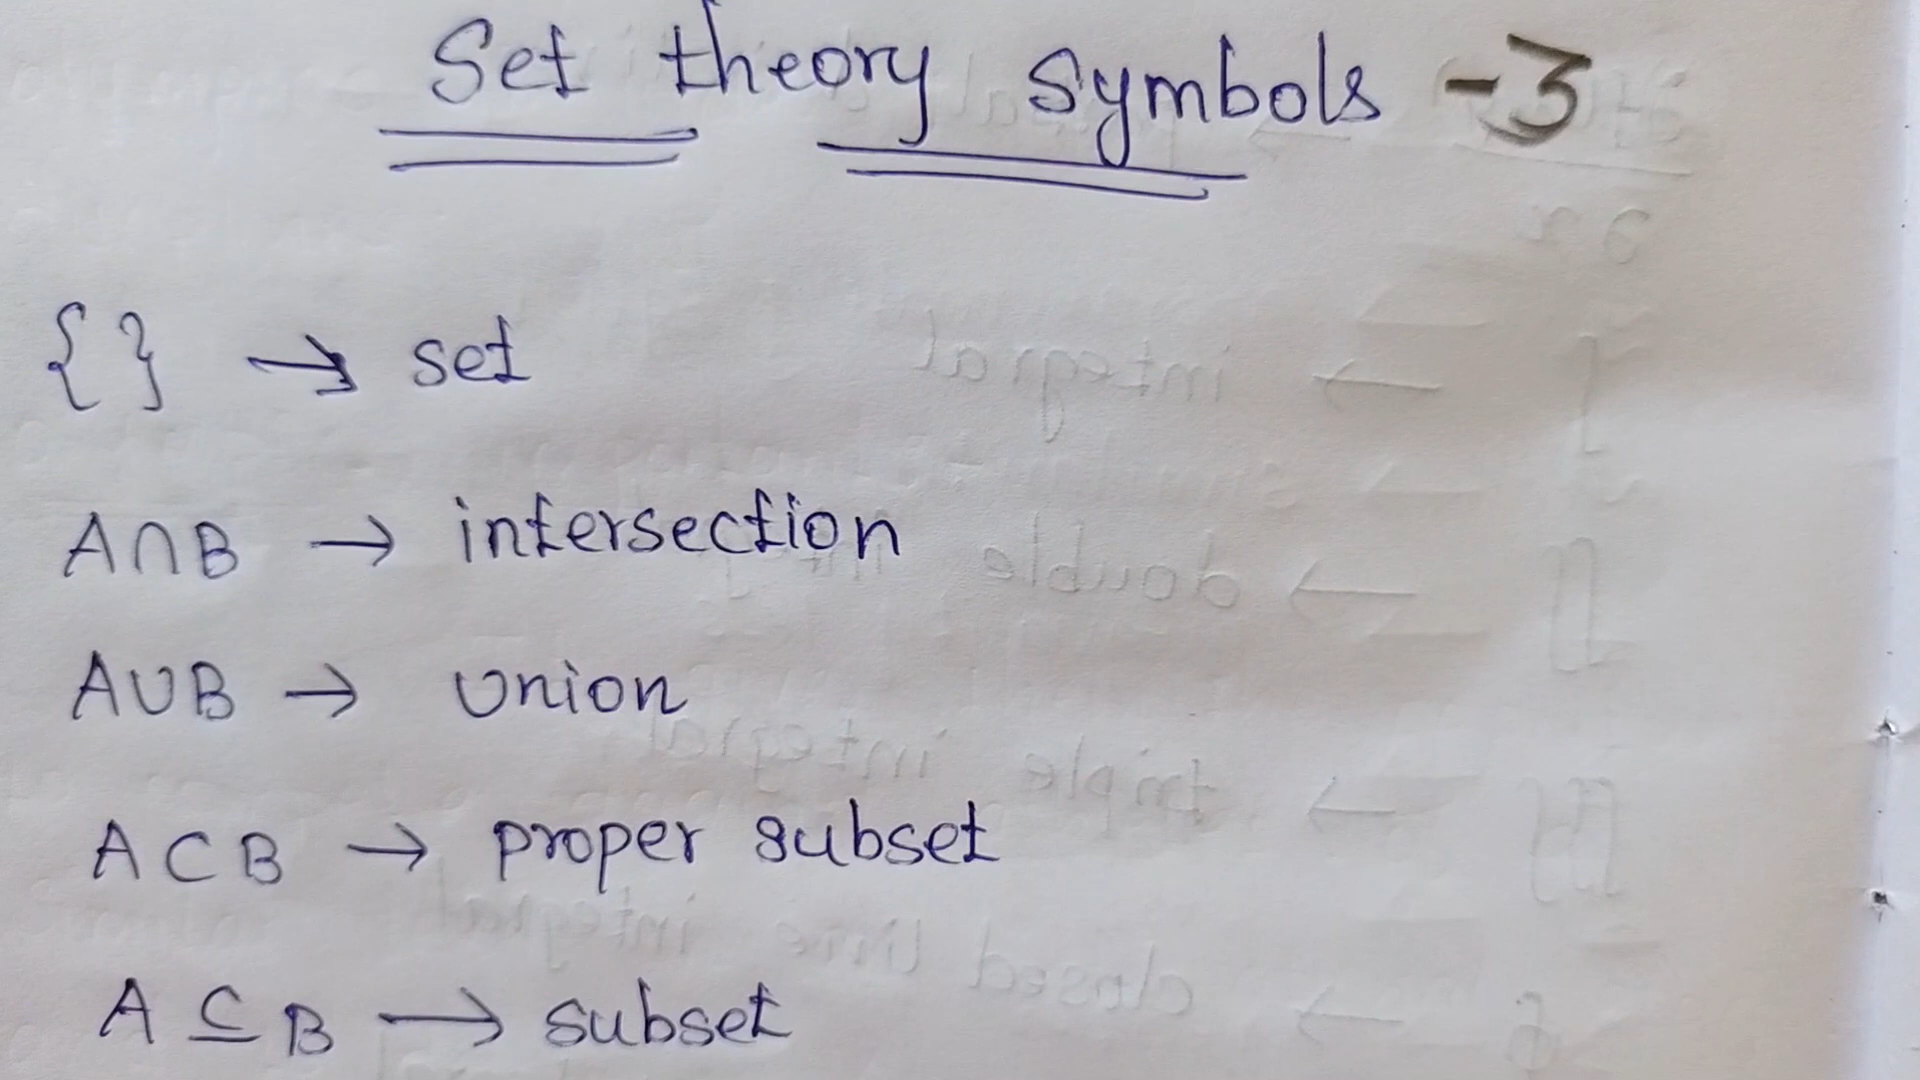 Set theory symbols -3
{ } → set
A∩B → intersection
A∪B → union
A⊂B → proper subset
A⊆B → subset